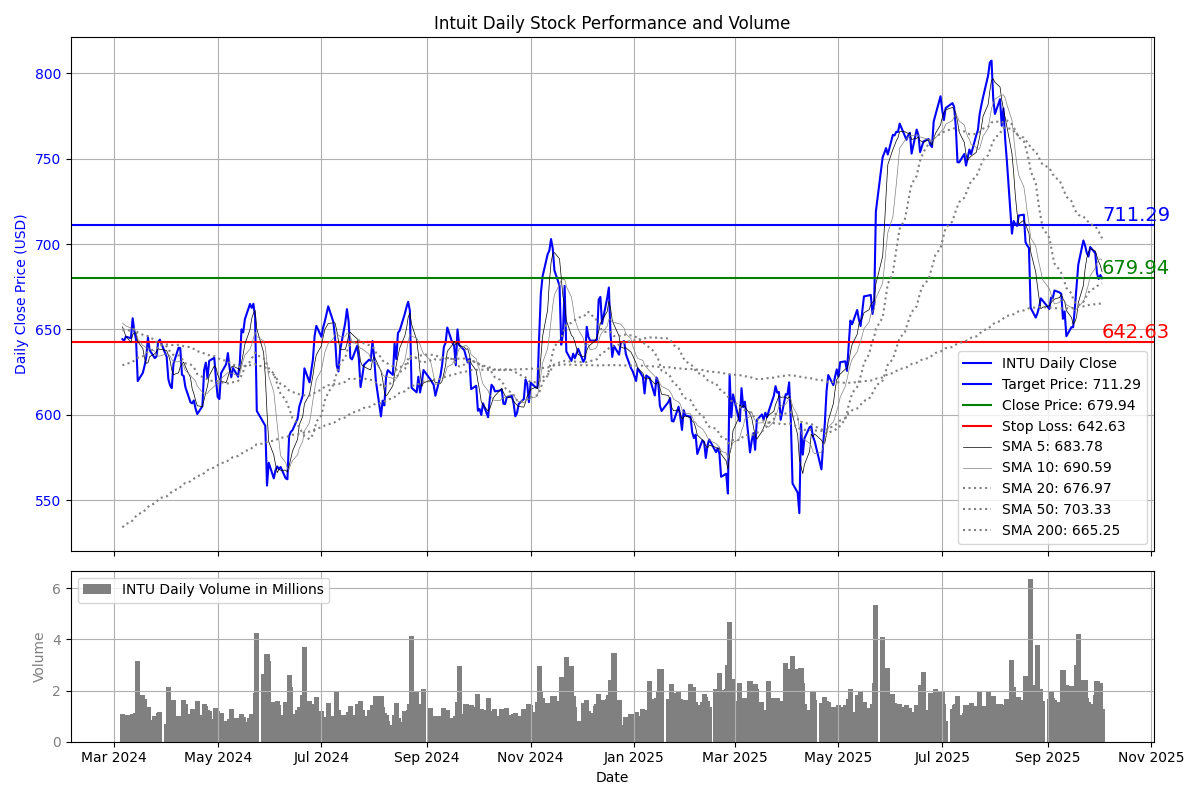 Intuit Daily Stock Performance and Volume
Daily Close Price (USD)
800
750
700
650
600
550
711.29
679.94
642.63
INTU Daily Close
Target Price: 711.29
Close Price: 679.94
Stop Loss: 642.63
SMA 5: 683.78
SMA 10: 690.59
SMA 20: 676.97
SMA 50: 703.33
SMA 200: 665.25
Volume
6
4
2
0
INTU Daily Volume in Millions
Mar 2024 May 2024 Jul 2024 Sep 2024 Nov 2024 Jan 2025 Mar 2025 May 2025 Jul 2025 Sep 2025 Nov 2025
Date